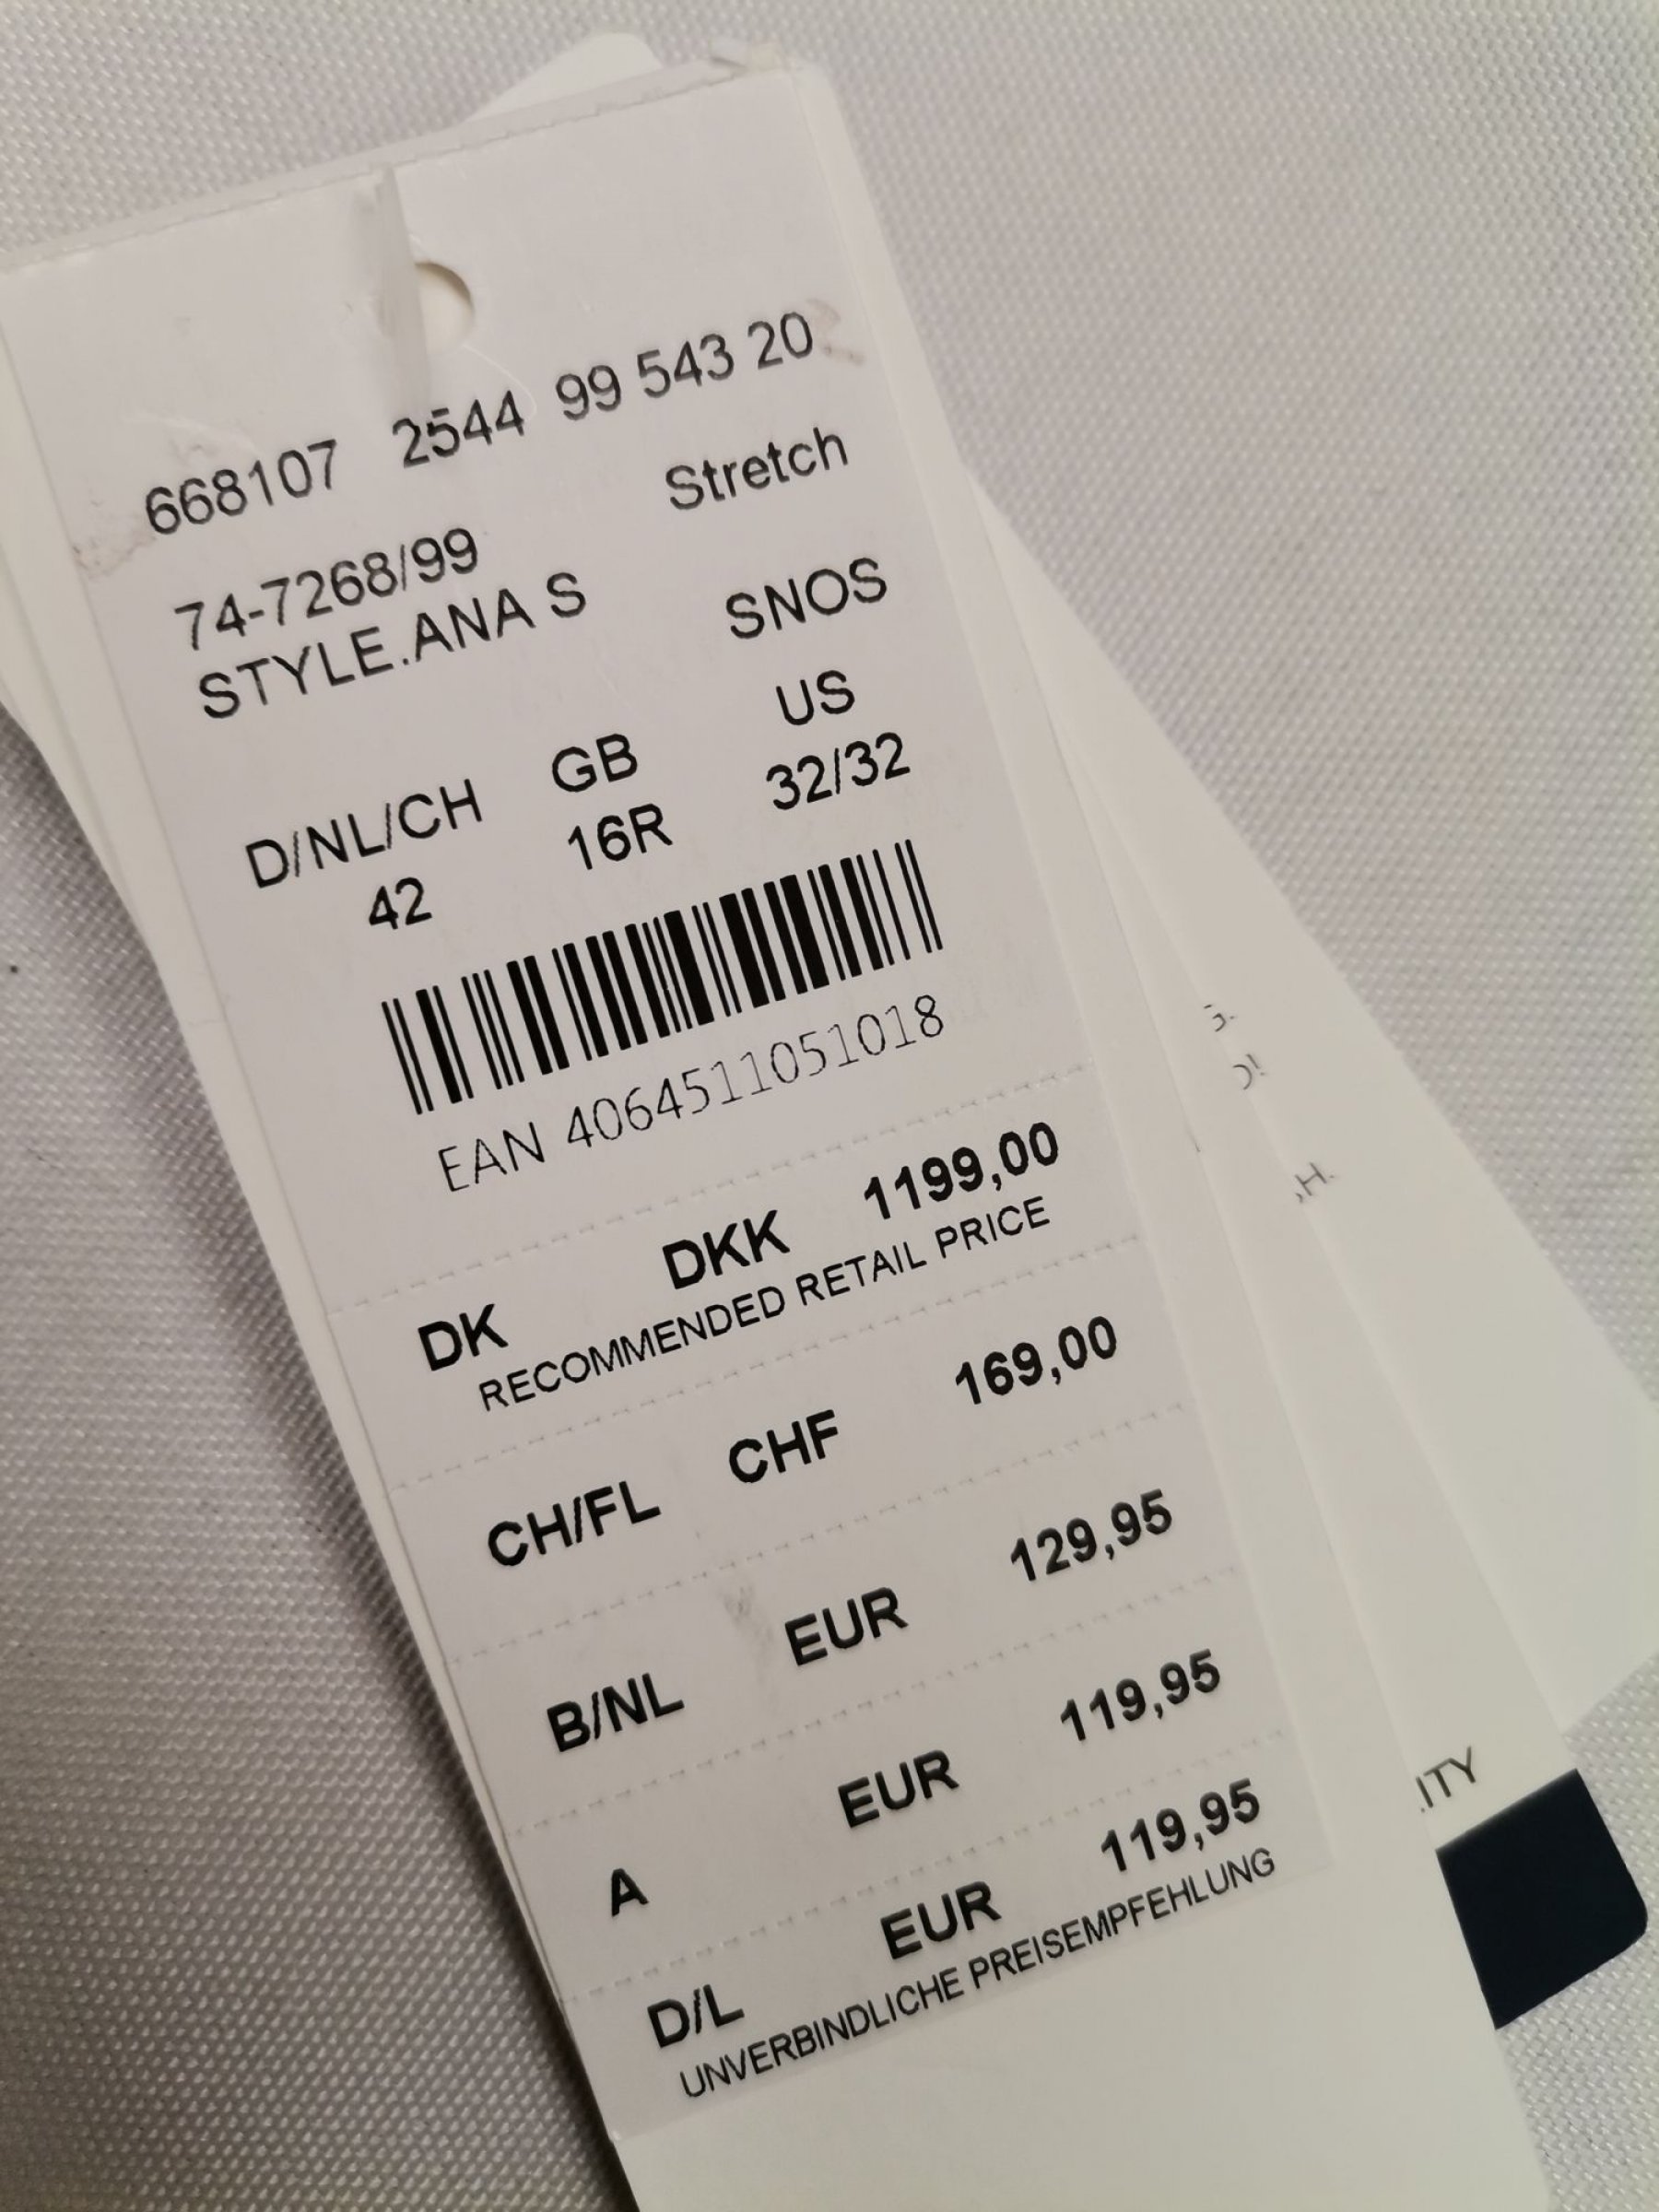 668107 2544 99 543 20
Stretch
74-7268/99
STYLE.ANA S SNOS
D/NL/CH GB US
42 16R 32/32
EAN 4064511051018
DK DKK 1199,00
RECOMMENDED RETAIL PRICE
CH/FL CHF 169,00
B/NL EUR 129,95
A EUR 119,95
D/L EUR 119,95
UNVERBINDLICHE PREISEMPFEHLUNG
ITY